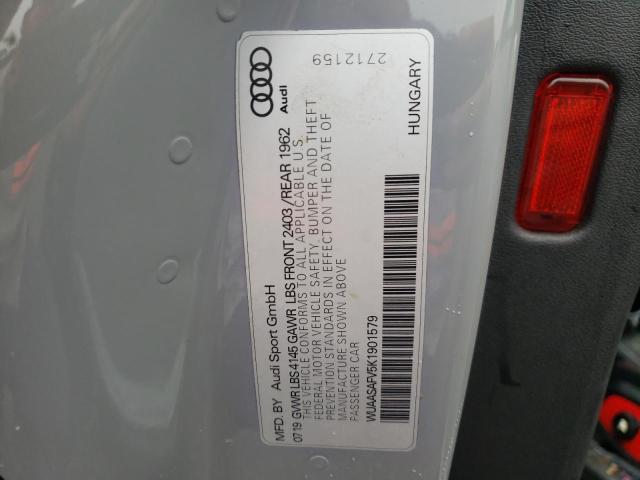 MFD. BY Audi Sport GmbH
0719 GVWR LBS 4145 GAWR LBS FRONT 2403 /REAR 1962
THIS VEHICLE CONFORMS TO ALL APPLICABLE U.S.
FEDERAL MOTOR VEHICLE SAFETY, BUMPER AND THEFT
PREVENTION STANDARDS IN EFFECT ON THE DATE OF
MANUFACTURE SHOWN ABOVE
PASSENGER CAR
WUAASAFV5K1901579
HUNGARY
Audi
2712159